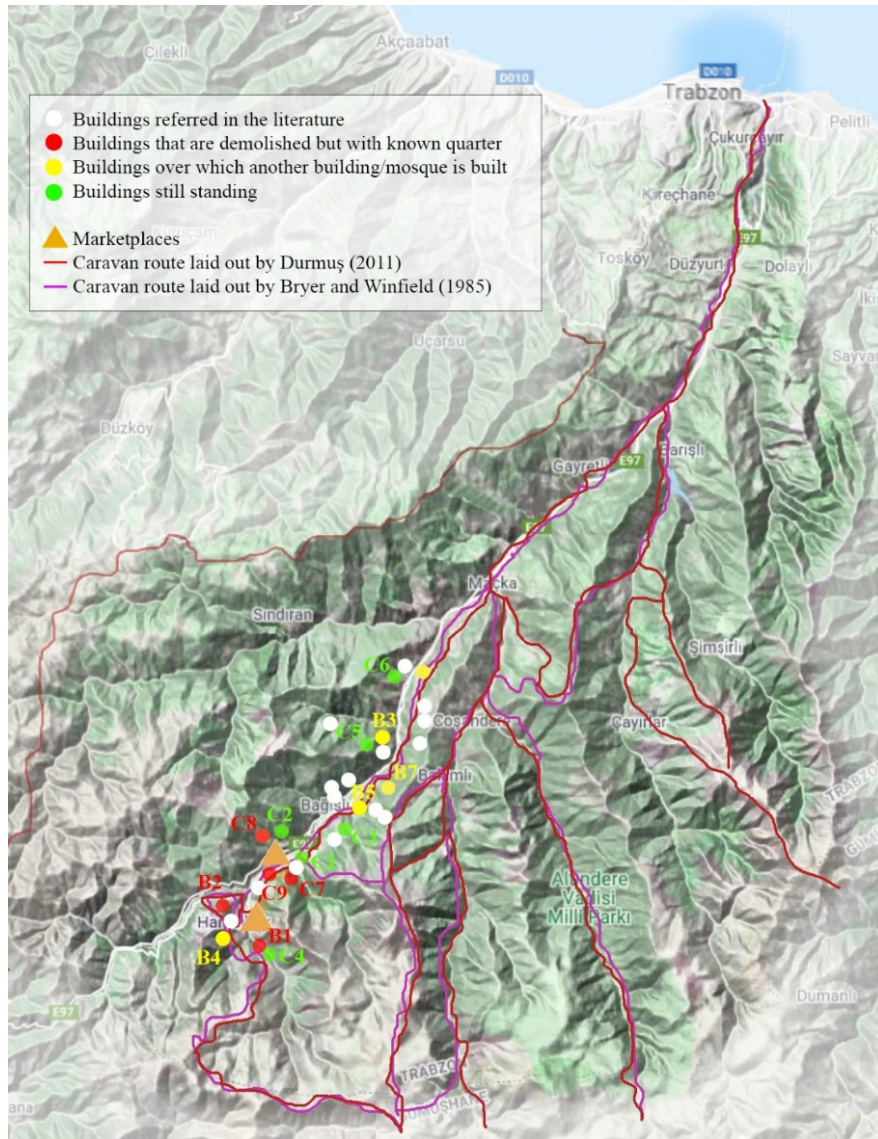 Akçaabat
Çilekli
D010
D010
Trabzon
Pelitli
Çukurçayır
Buildings referred in the literature
Buildings that are demolished but with known quarter
Buildings over which another building/mosque is built
Buildings still standing
Marketplaces
Caravan route laid out by Durmuş (2011)
Caravan route laid out by Bryer and Winfield (1985)
Kireçhane
E97
Tosköy
Düzyurt
Dolaylı
Uçarsu
Düzköy
Gayretli
E97
E97
Maçka
Sındıran
Şimşirli
C6
Çayırlar
B3
C5
Coşandere
B7
B5
Bağışlı
C2
C8
C3
C1
C7
C9
B2
Altındere
Vadisi
Milli Parkı
B1
B4
C4
Dumanlı
E97
TRABZO